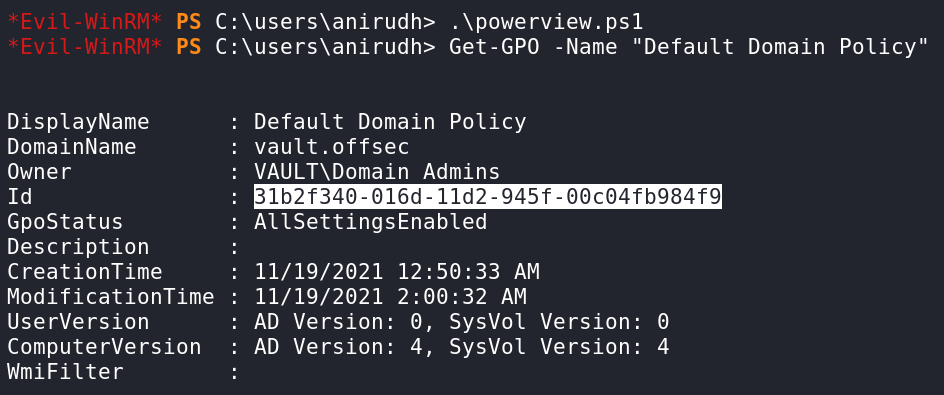 *Evil-WinRM* PS C:\users\anirudh> .\powerview.ps1
*Evil-WinRM* PS C:\users\anirudh> Get-GPO -Name "Default Domain Policy"
DisplayName      : Default Domain Policy
DomainName       : vault.offsec
Owner            : VAULT\Domain Admins
Id               : 31b2f340-016d-11d2-945f-00c04fb984f9
GpoStatus        : AllSettingsEnabled
Description      :
CreationTime     : 11/19/2021 12:50:33 AM
ModificationTime : 11/19/2021 2:00:32 AM
UserVersion      : AD Version: 0, SysVol Version: 0
ComputerVersion  : AD Version: 4, SysVol Version: 4
WmiFilter        :